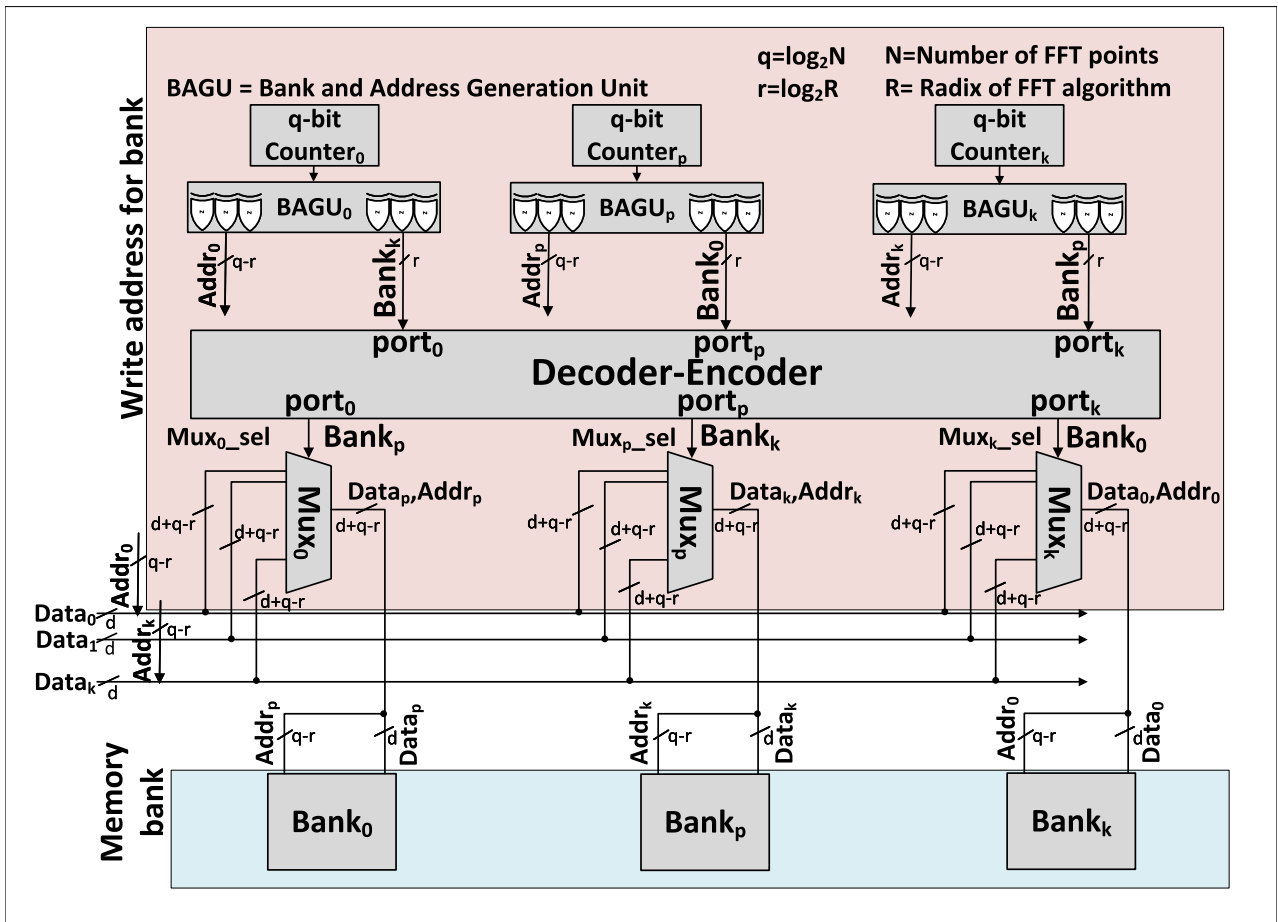 q=log₂N N=Number of FFT points
BAGU = Bank and Address Generation Unit r=log₂R R= Radix of FFT algorithm
Write address for bank
q-bit
Counter₀
q-bit
Counterₚ
q-bit
Counterₖ
z z z BAGU₀ z z z
z z z BAGUₚ z z z
z z z BAGUₖ z z z
Addr₀ q-r Bankₖ r
Addrₚ q-r Bank₀ r
Addrₖ q-r Bankₚ r
port₀ portₚ portₖ
Decoder-Encoder
port₀ portₚ portₖ
Mux₀_sel Bankₚ Muxₚ_sel Bankₖ Muxₖ_sel Bank₀
Mux₀ Dataₚ,Addrₚ
d+q-r d+q-r d+q-r d+q-r
Muxₚ Dataₖ,Addrₖ
d+q-r d+q-r d+q-r d+q-r
Muxₖ Data₀,Addr₀
d+q-r d+q-r d+q-r d+q-r
Addr₀ q-r
Data₀ d
Addrₖ q-r
Data₁ d
Dataₖ d
Addrₚ q-r d Dataₚ
Addrₖ q-r d Dataₖ
Addr₀ q-r d Data₀
Memory
bank
Bank₀ Bankₚ Bankₖ